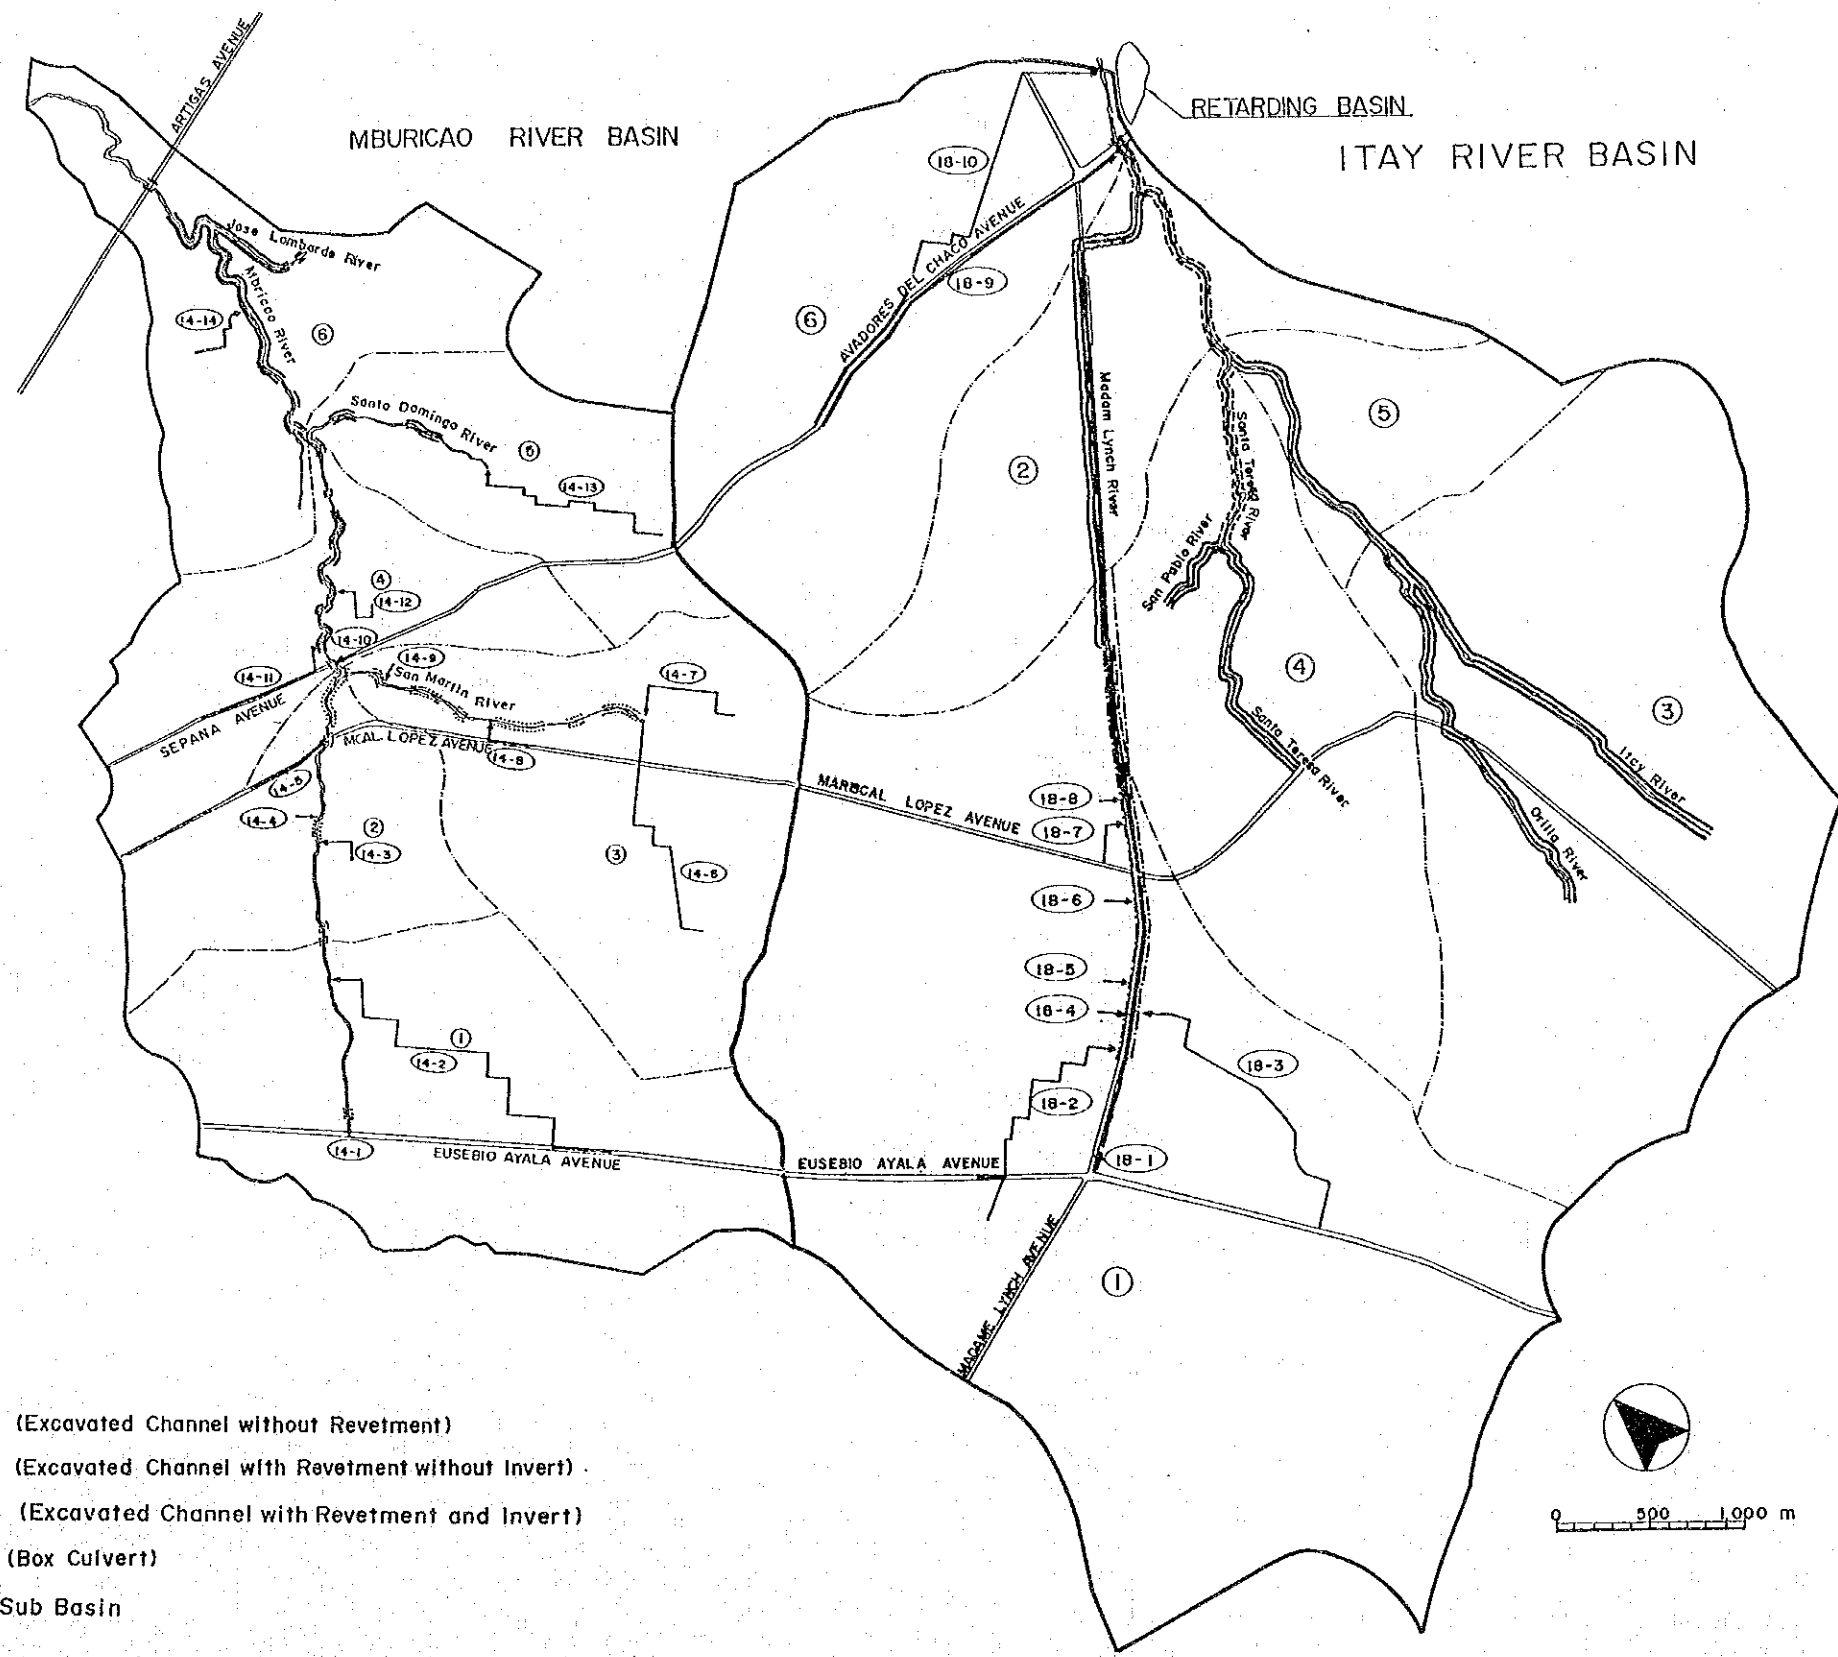 ARTIGAS AVENUE
MBURICAO RIVER BASIN
RETARDING BASIN
ITAY RIVER BASIN
18-10
Jose Lombardo River
AVADORES DEL CHACO AVENUE
18-9
Mbricao River
14-14
6
6
Madam Lynch River
Santo Domingo River
5
14-13
2
5
Santa Teresa River
San Pablo River
4
14-12
14-10
14-9
14-11
San Martin River
14-7
4
3
SEPANA AVENUE
MCAL. LOPEZ AVENUE
14-8
Santa Teresa River
Itcy River
14-5
MARISCAL LOPEZ AVENUE
18-8
14-4
18-7
2
14-3
3
14-6
Orilla River
18-6
18-5
18-4
1
14-2
18-3
18-2
14-1
EUSEBIO AYALA AVENUE
EUSEBIO AYALA AVENUE
18-1
MADAME LYNCH AVENUE
1
(Excavated Channel without Revetment)
(Excavated Channel with Revetment without Invert)
(Excavated Channel with Revetment and Invert)
(Box Culvert)
Sub Basin
0 500 1,000 m